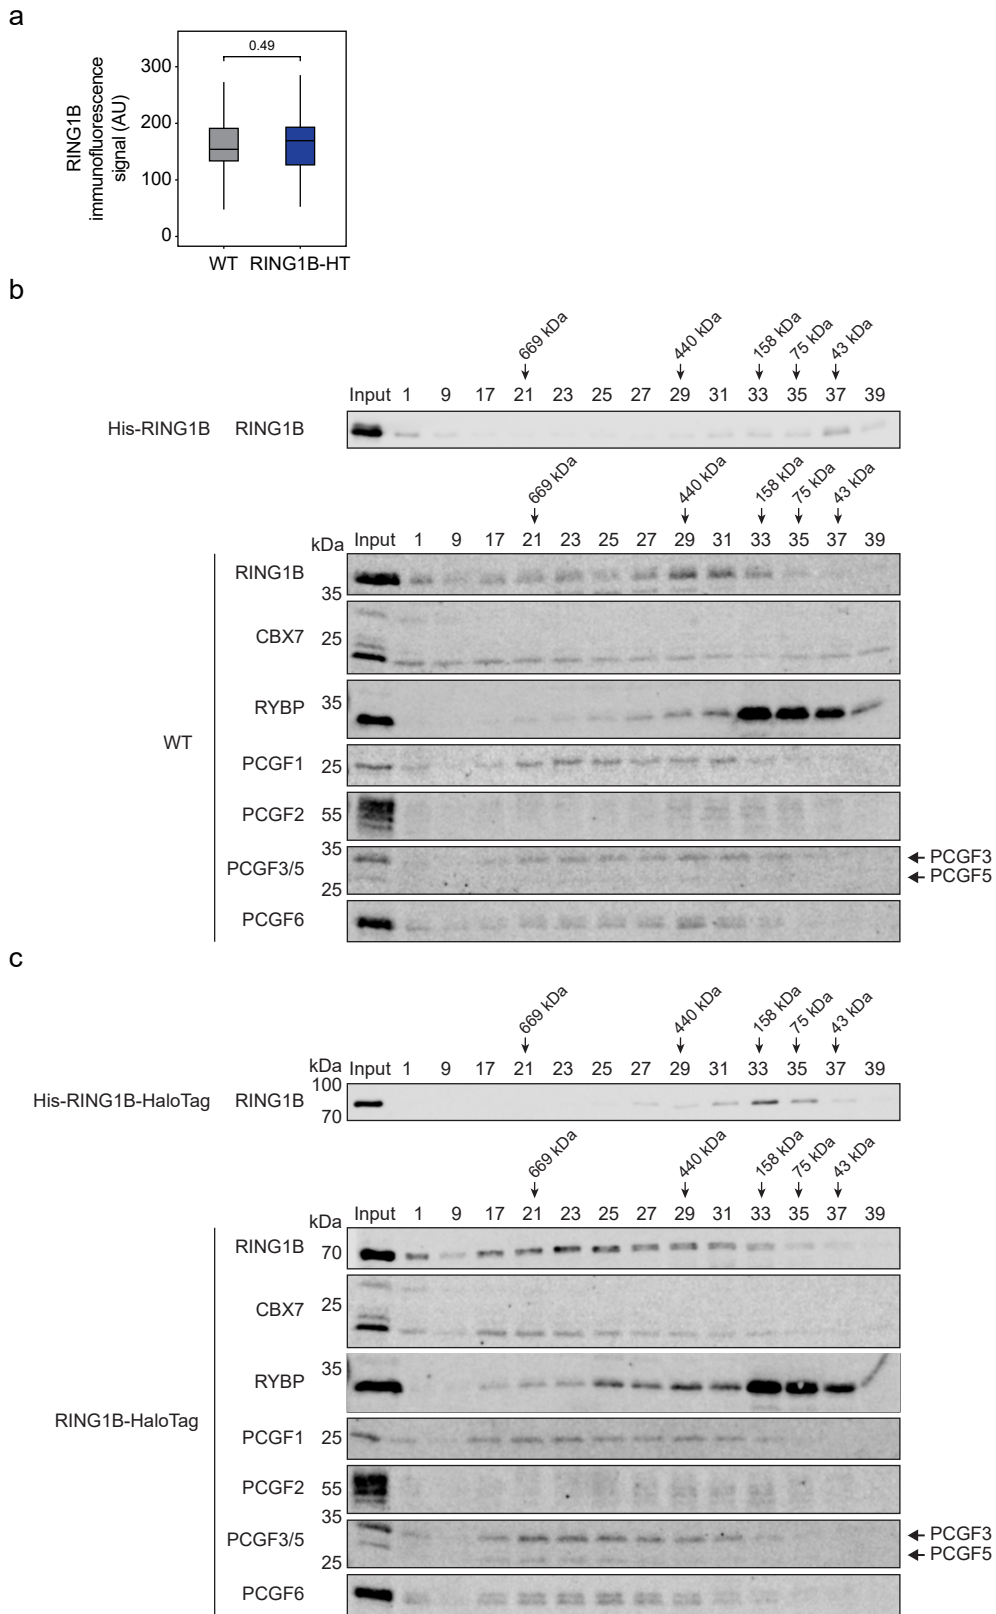 a
RING1B
immunofluorescence
signal (AU)
300
200
100
0
0.49
WT RING1B-HT
b
669 kDa 440 kDa 158 kDa 75 kDa 43 kDa
Input 1 9 17 21 23 25 27 29 31 33 35 37 39
His-RING1B RING1B
669 kDa 440 kDa 158 kDa 75 kDa 43 kDa
kDa Input 1 9 17 21 23 25 27 29 31 33 35 37 39
RING1B
35
CBX7 25
RYBP 35
WT
PCGF1 25
PCGF2 55
35
PCGF3/5
25
← PCGF3
← PCGF5
PCGF6
c
669 kDa 440 kDa 158 kDa 75 kDa 43 kDa
kDa Input 1 9 17 21 23 25 27 29 31 33 35 37 39
100
His-RING1B-HaloTag RING1B
70
669 kDa 440 kDa 158 kDa 75 kDa 43 kDa
kDa Input 1 9 17 21 23 25 27 29 31 33 35 37 39
RING1B 70
CBX7 25
RYBP 35
RING1B-HaloTag
PCGF1 25
PCGF2 55
35
PCGF3/5
25
← PCGF3
← PCGF5
PCGF6